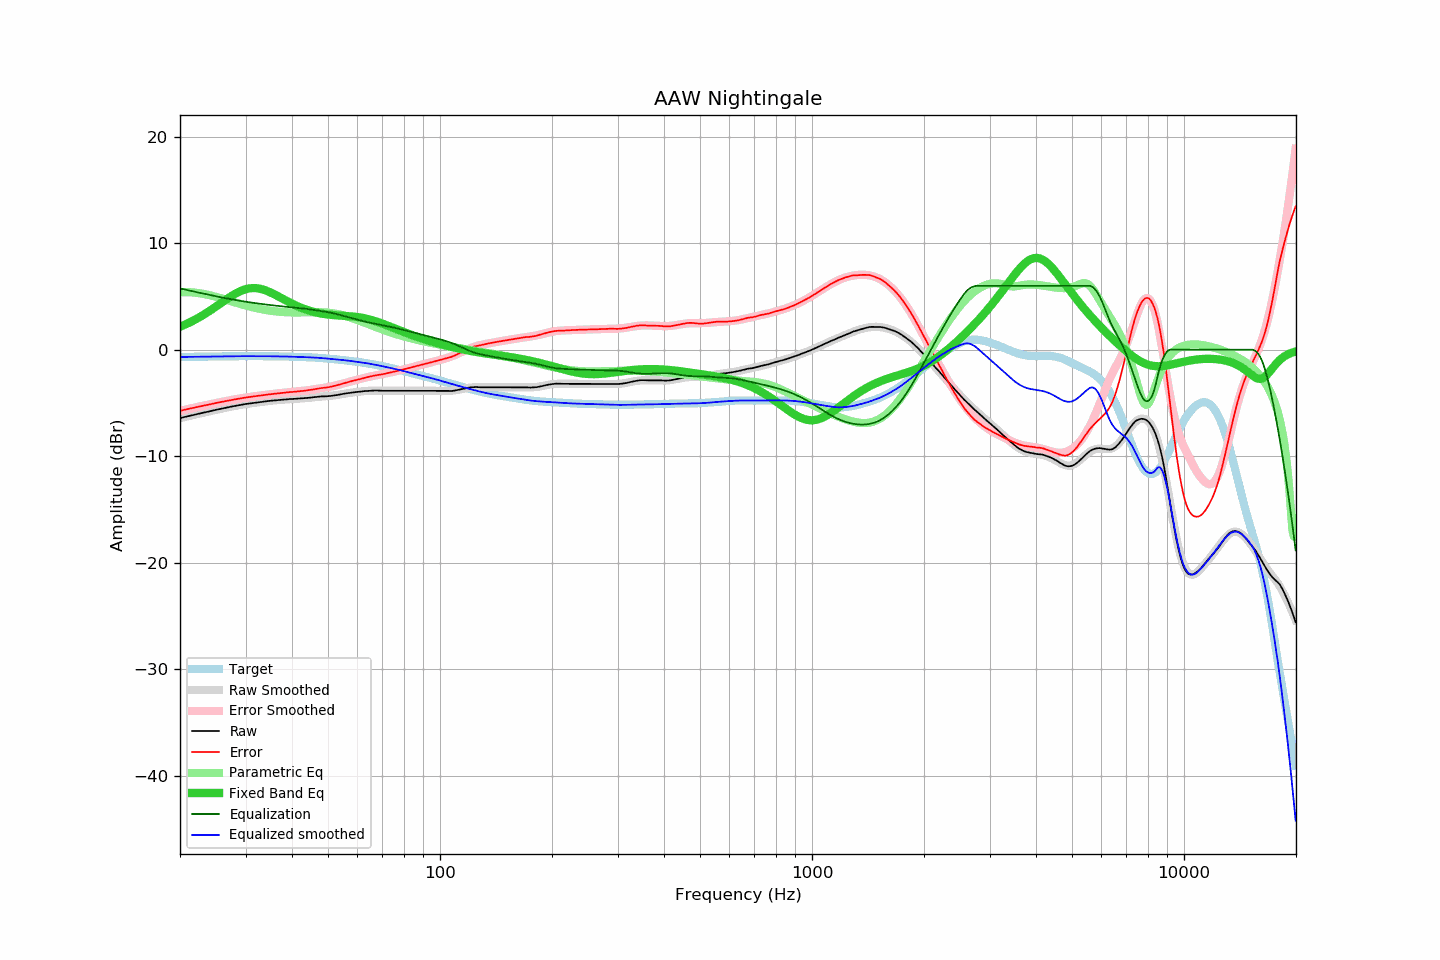 AAW Nightingale
20
10
0
−10
−20
−30
−40
Amplitude (dBr)
Target
Raw Smoothed
Error Smoothed
Raw
Error
Parametric Eq
Fixed Band Eq
Equalization
Equalized smoothed
100
1000
10000
Frequency (Hz)